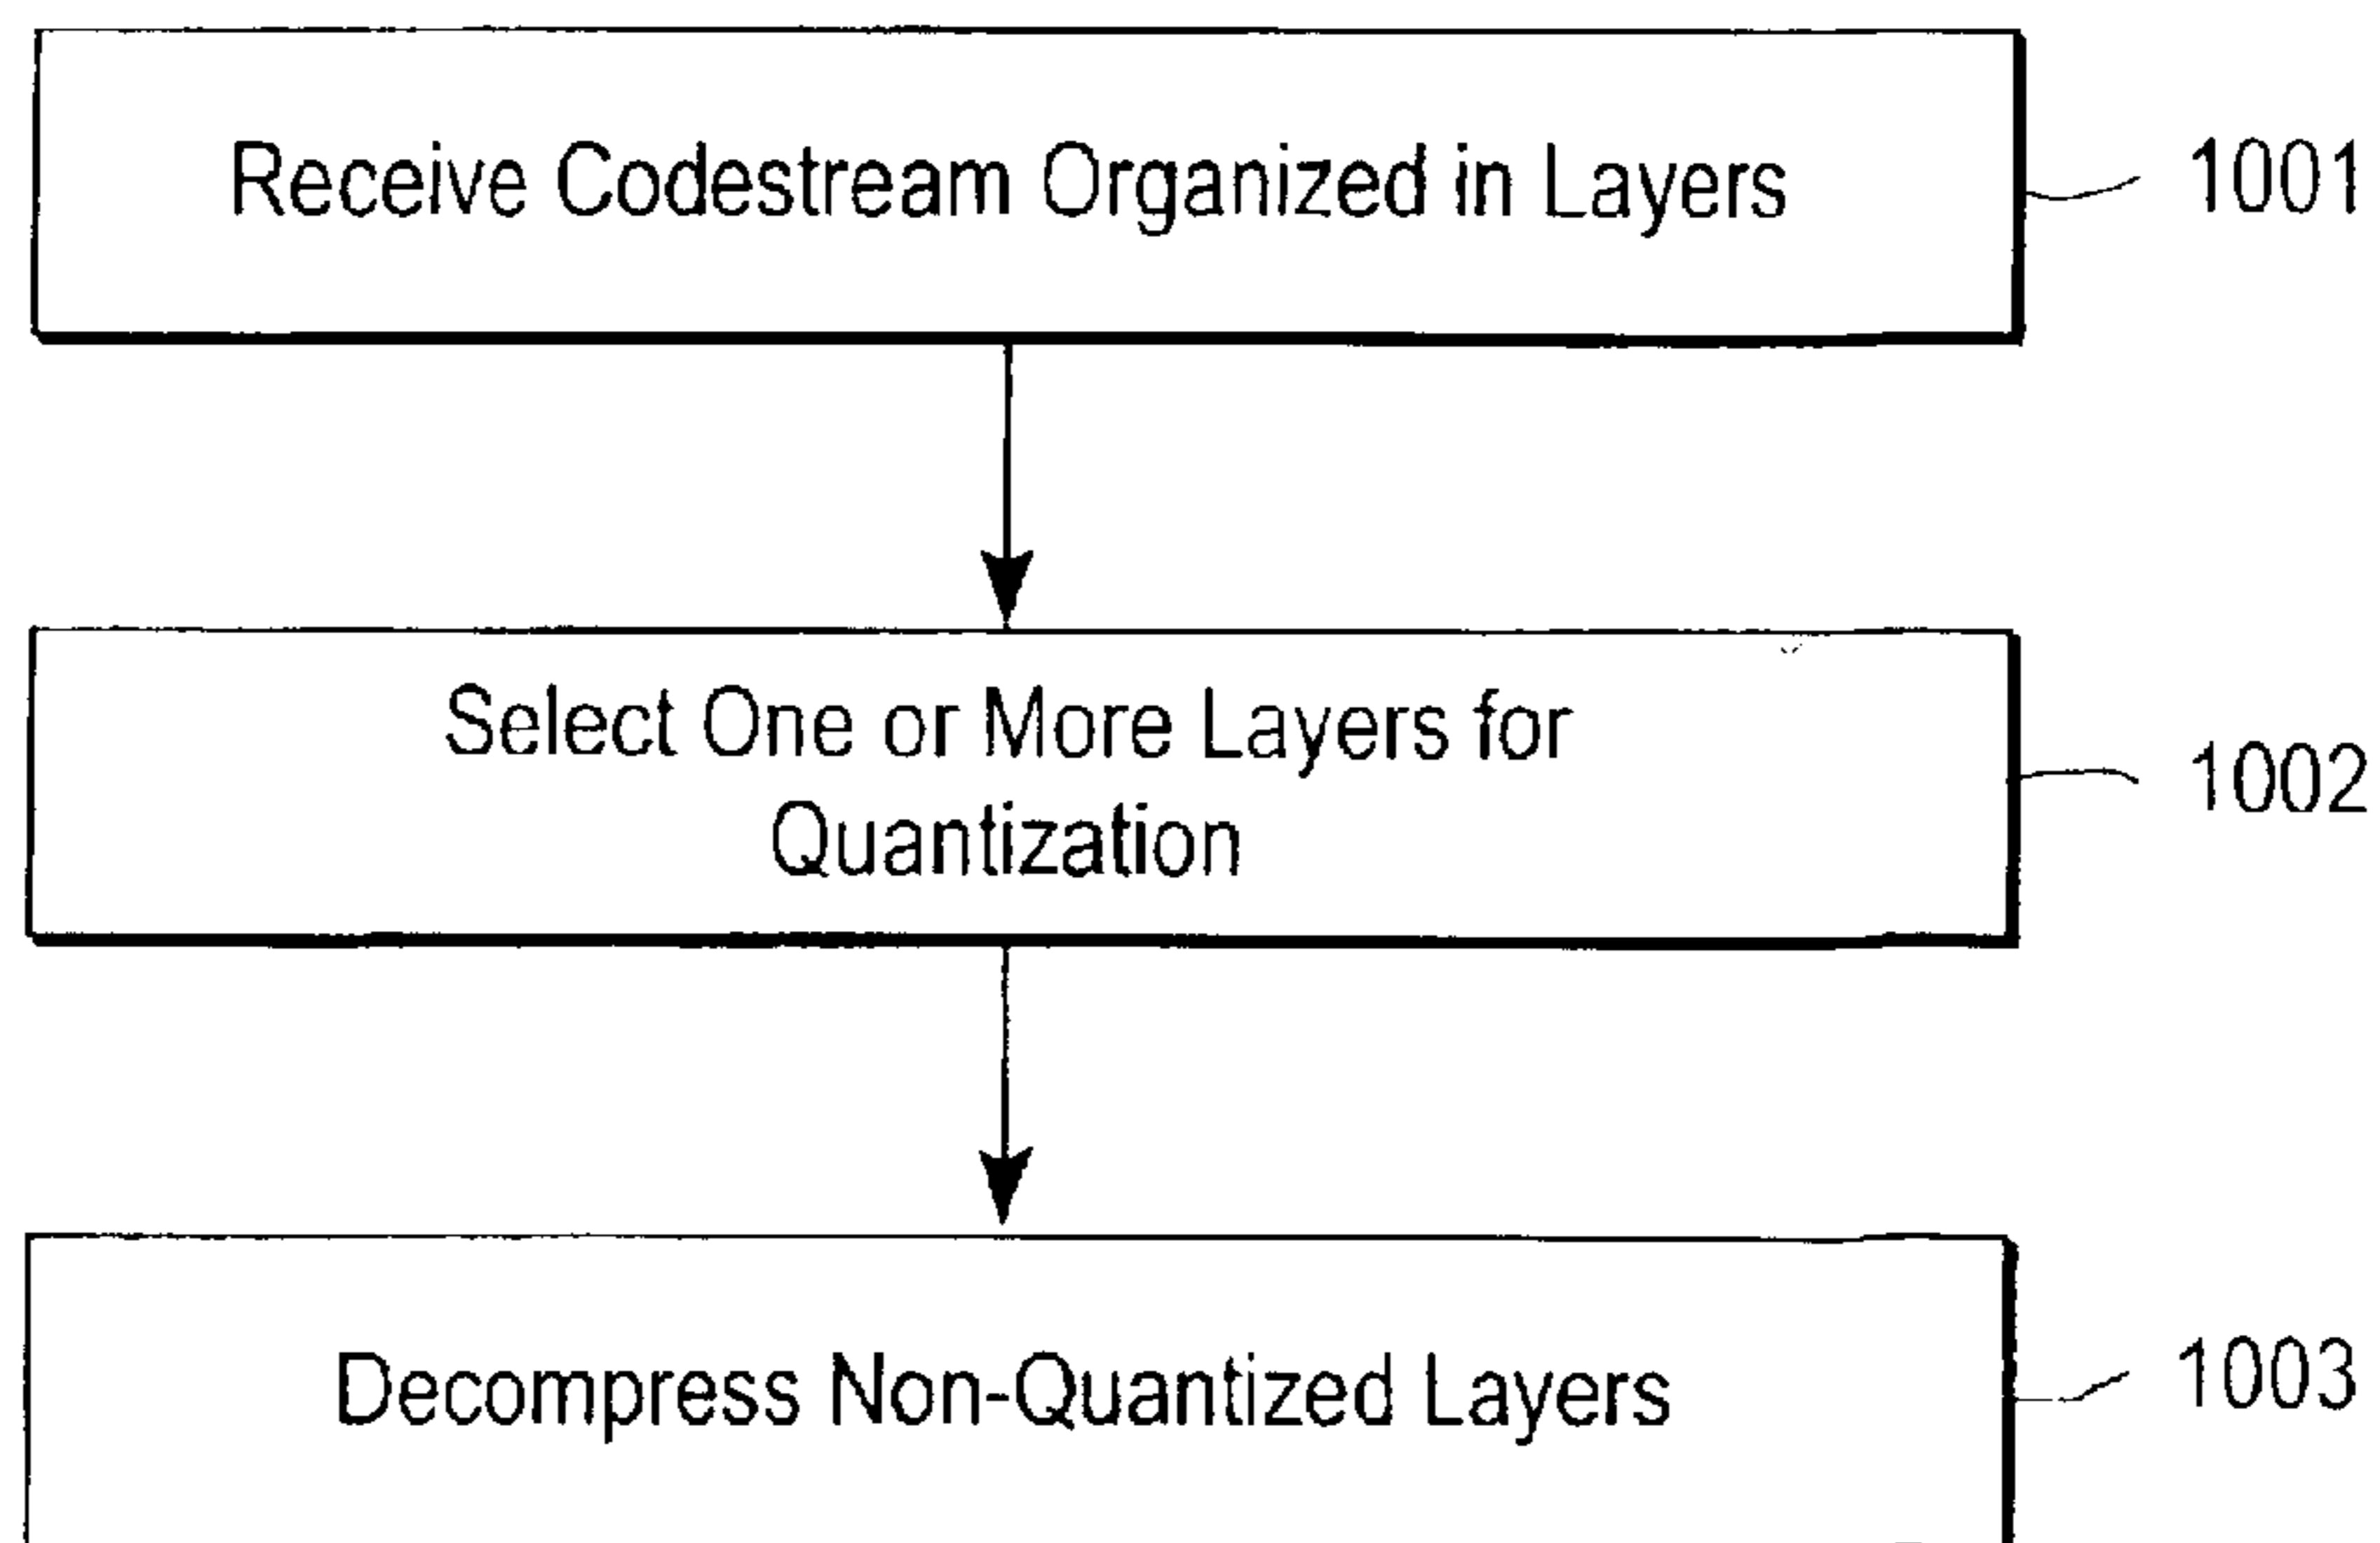 Receive Codestream Organized in Layers
1001
Select One or More Layers for
Quantization
1002
Decompress Non-Quantized Layers
1003